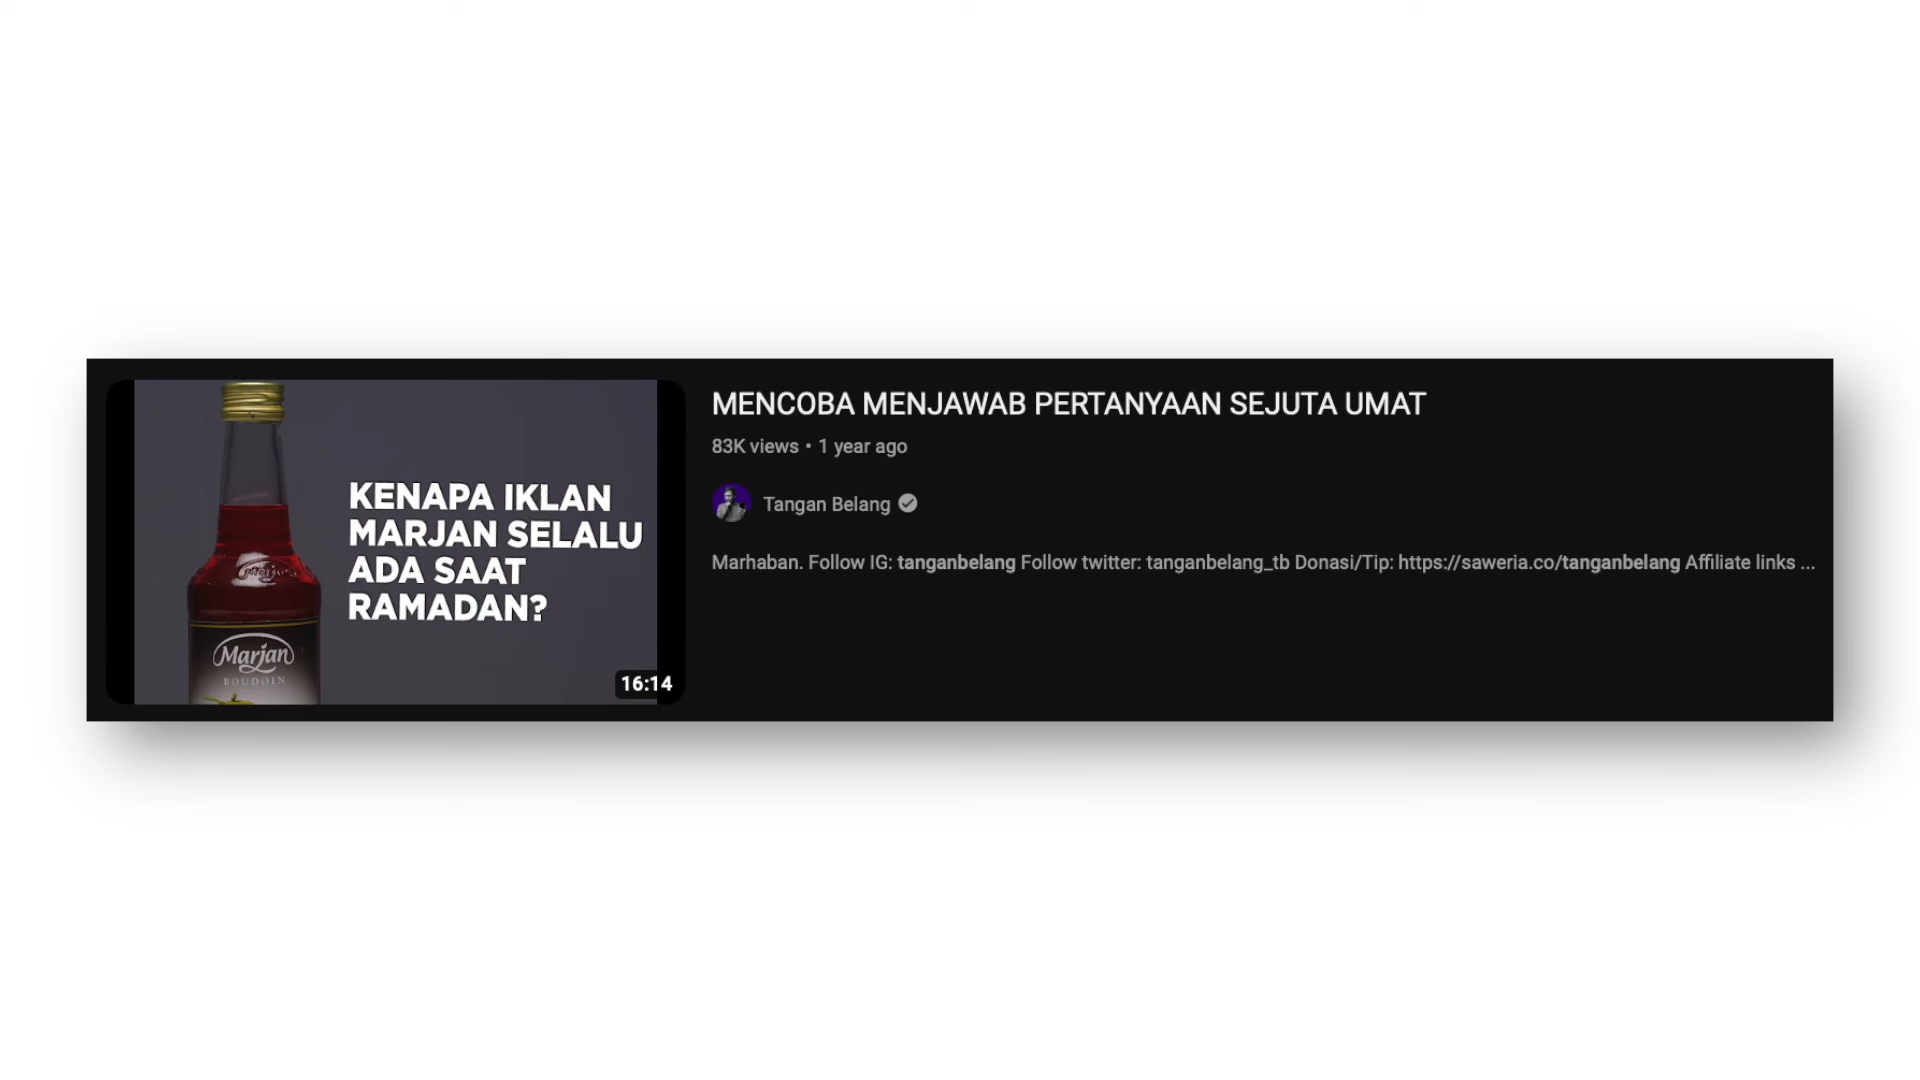 KENAPA IKLAN
MARJAN SELALU
ADA SAAT
RAMADAN?
Marjan
BOUDOIN
16:14
MENCOBA MENJAWAB PERTANYAAN SEJUTA UMAT
83K views • 1 year ago
Tangan Belang
Marhaban. Follow IG: tanganbelang Follow twitter: tanganbelang_tb Donasi/Tip: https://saweria.co/tanganbelang Affiliate links ...